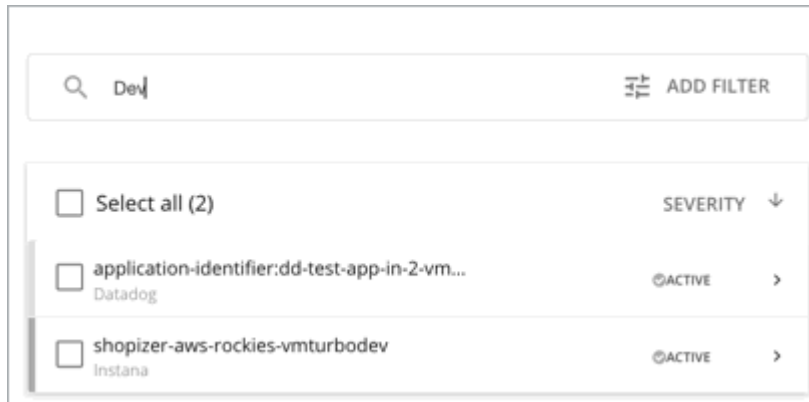 Dev
ADD FILTER
Select all (2)
SEVERITY
application-identifier:dd-test-app-in-2-vm...
Datadog
ACTIVE
shopizer-aws-rockies-vmturbodev
Instana
ACTIVE